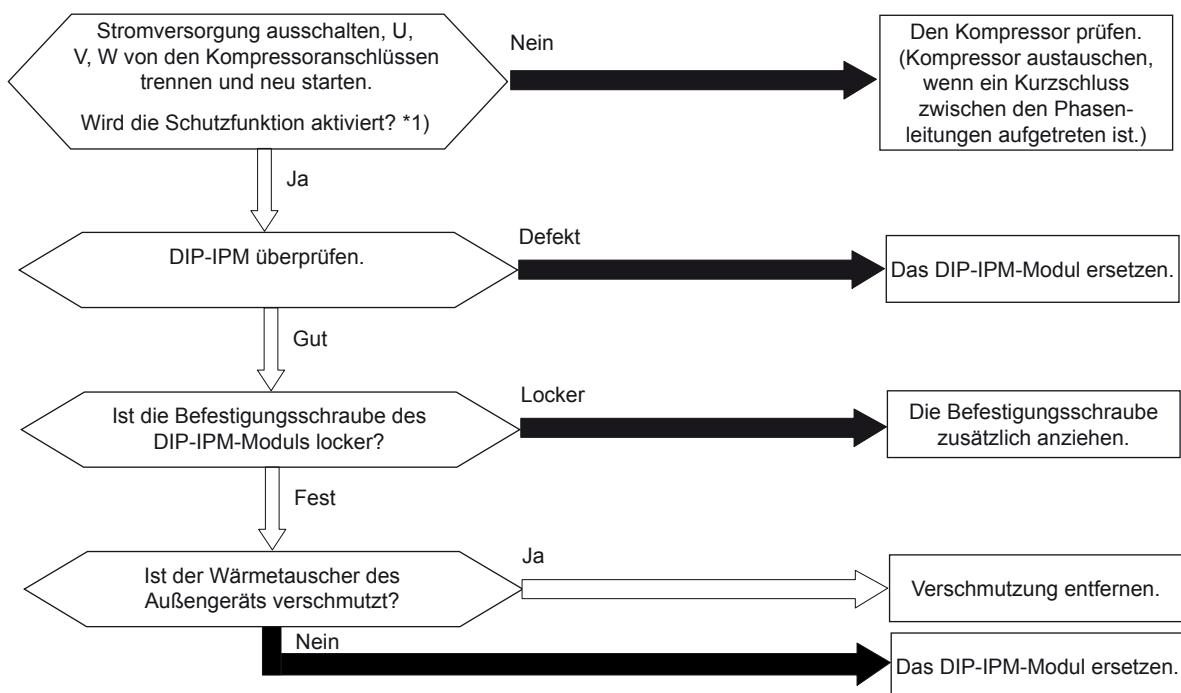 Stromversorgung ausschalten, U,
V, W von den Kompressoranschlüssen
trennen und neu starten.
Wird die Schutzfunktion aktiviert? *1)
Nein
Den Kompressor prüfen.
(Kompressor austauschen,
wenn ein Kurzschluss
zwischen den Phasen-
leitungen aufgetreten ist.)
Ja
DIP-IPM überprüfen.
Defekt
Das DIP-IPM-Modul ersetzen.
Gut
Ist die Befestigungsschraube des
DIP-IPM-Moduls locker?
Locker
Die Befestigungsschraube
zusätzlich anziehen.
Fest
Ist der Wärmetauscher des
Außengeräts verschmutzt?
Ja
Verschmutzung entfernen.
Nein
Das DIP-IPM-Modul ersetzen.